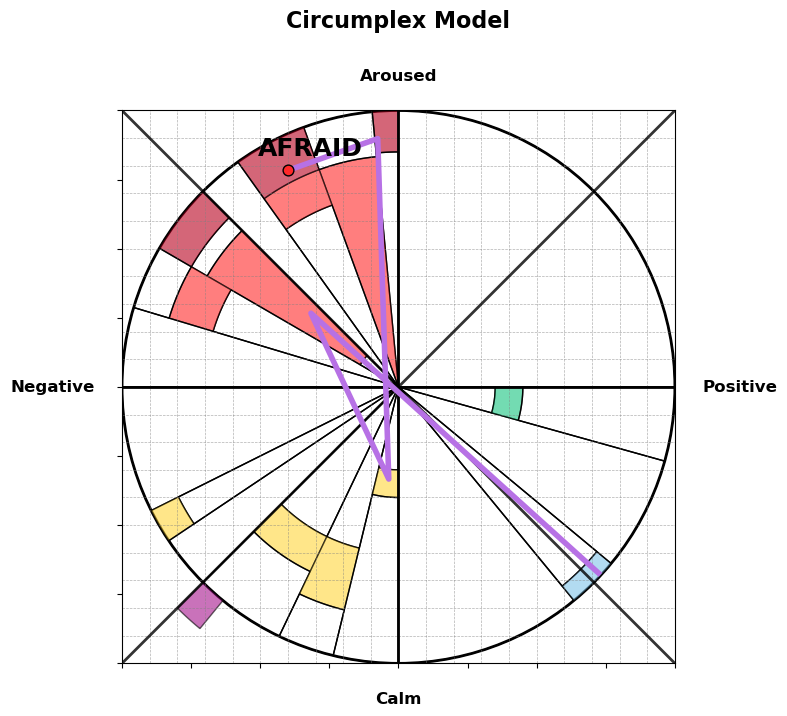 Circumplex Model
Aroused
AFRAID
Negative
Positive
Calm